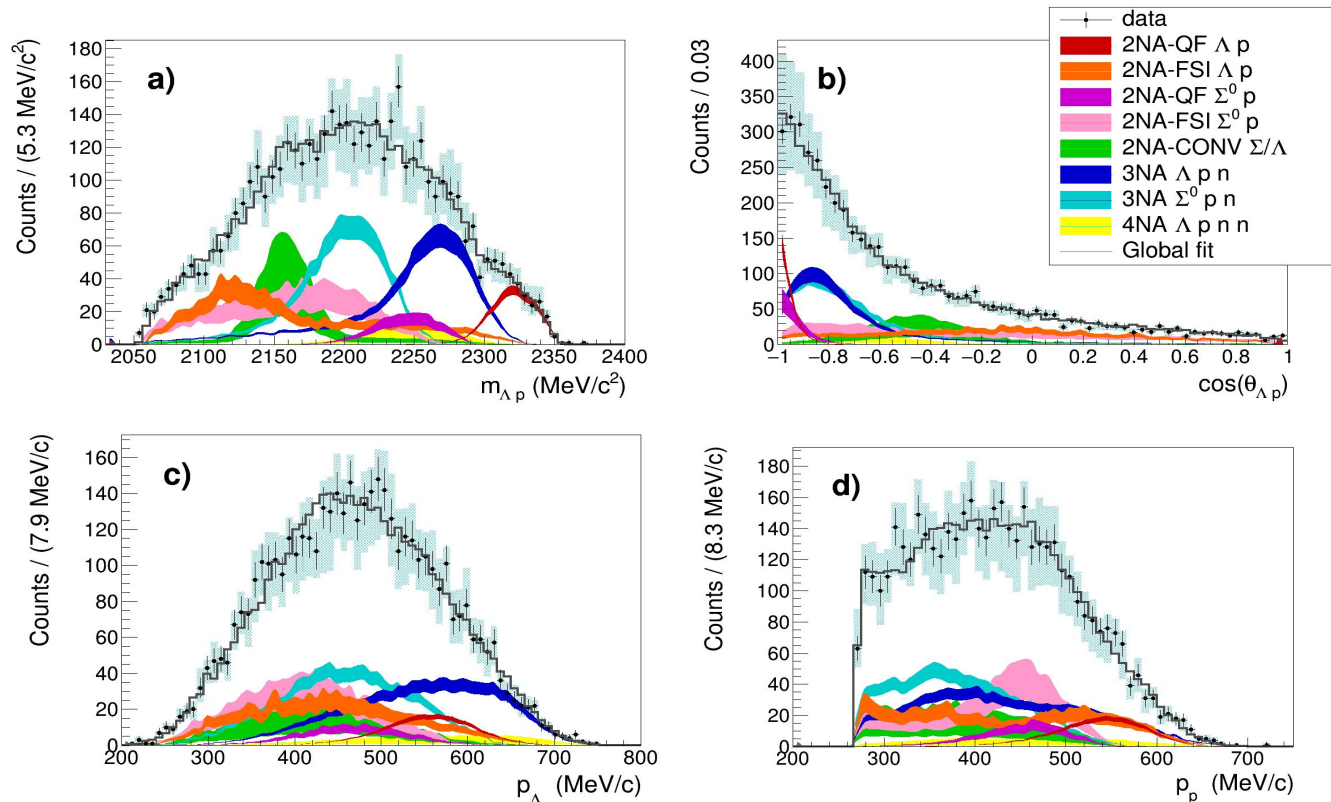 Counts / (5.3 MeV/c²)
180
160
140
120
100
80
60
40
20
0
a)
2050 2100 2150 2200 2250 2300 2350 2400
m_Λ p (MeV/c²)
Counts / 0.03
400
350
300
250
200
150
100
50
0
b)
−1 −0.8 −0.6 −0.4 −0.2 0 0.2 0.4 0.6 0.8 1
cos(θ_Λ p)
data
2NA-QF Λ p
2NA-FSI Λ p
2NA-QF Σ⁰ p
2NA-FSI Σ⁰ p
2NA-CONV Σ/Λ
3NA Λ p n
3NA Σ⁰ p n
4NA Λ p n n
Global fit
Counts / (7.9 MeV/c)
160
140
120
100
80
60
40
20
0
c)
200 300 400 500 600 700 800
p_Λ (MeV/c)
Counts / (8.3 MeV/c)
180
160
140
120
100
80
60
40
20
0
d)
200 300 400 500 600 700
p_p (MeV/c)